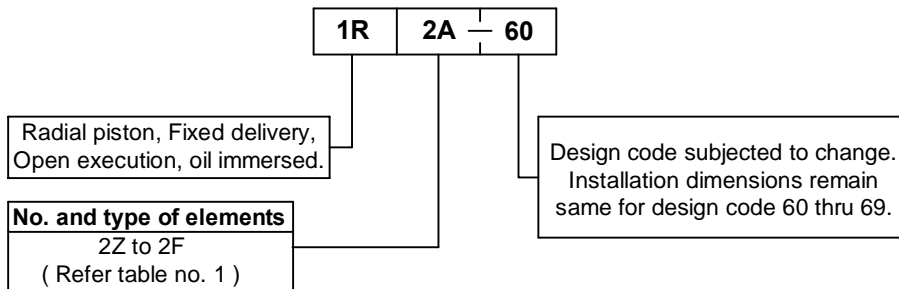 1R 2A — 60
Radial piston, Fixed delivery,
Open execution, oil immersed.
Design code subjected to change.
Installation dimensions remain
same for design code 60 thru 69.
No. and type of elements
2Z to 2F
( Refer table no. 1 )